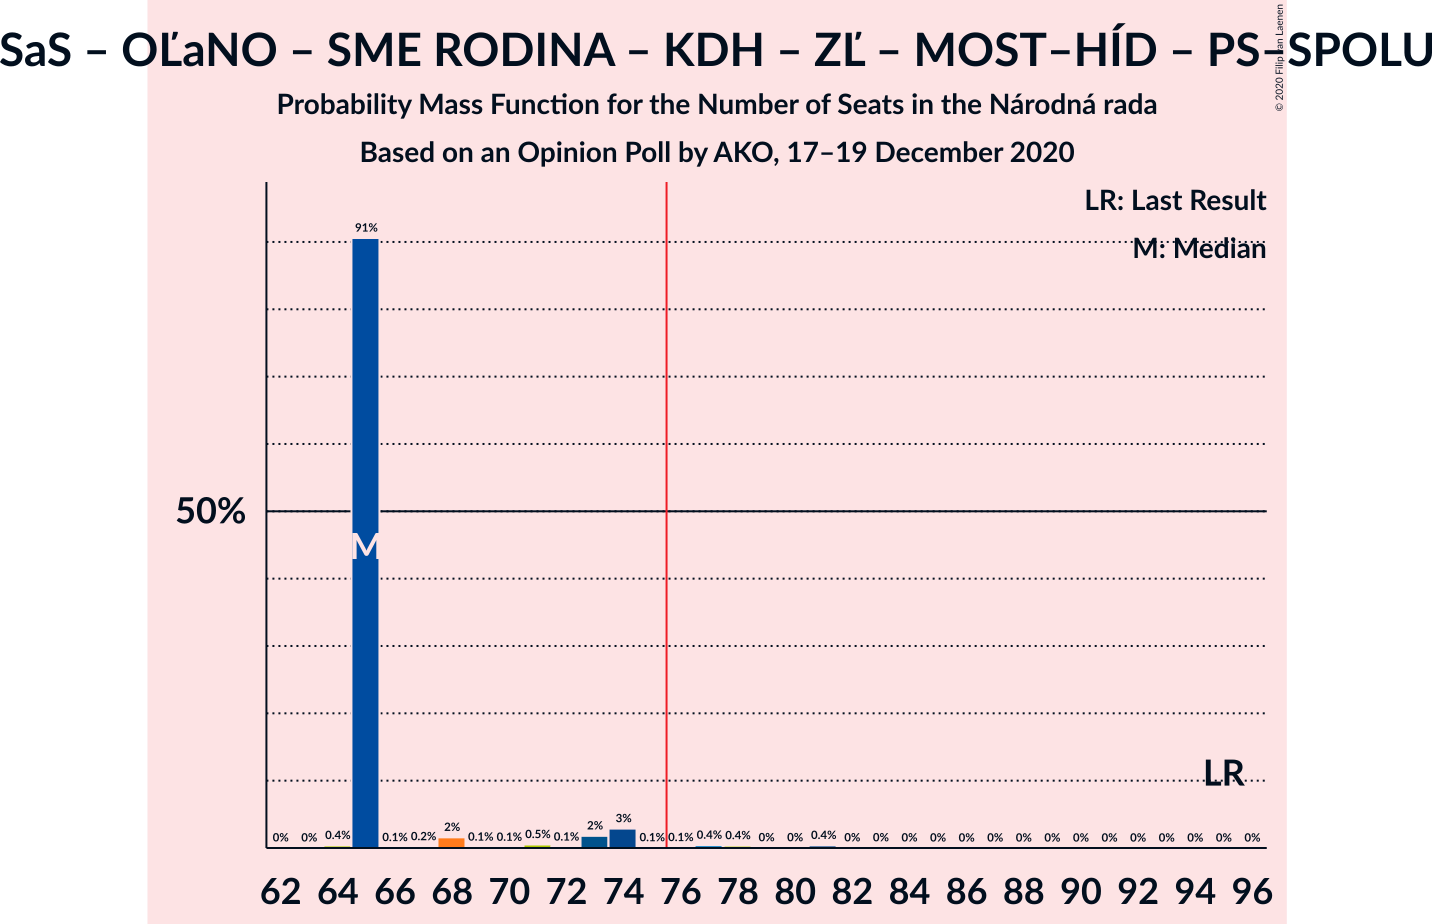 SaS – OĽaNO – SME RODINA – KDH – ZĽ – MOST–HÍD – PS–SPOLU
© 2020 Filip van Laenen
Probability Mass Function for the Number of Seats in the Národná rada
Based on an Opinion Poll by AKO, 17–19 December 2020
LR: Last Result
M: Median
91%
50%
M
LR
0% 0% 0.4% 0.1% 0.2% 2% 0.1% 0.1% 0.5% 0.1% 2% 3% 0.1% 0.1% 0.4% 0.4% 0% 0% 0.4% 0% 0% 0% 0% 0% 0% 0% 0% 0% 0% 0% 0% 0% 0% 0%
62 64 66 68 70 72 74 76 78 80 82 84 86 88 90 92 94 96